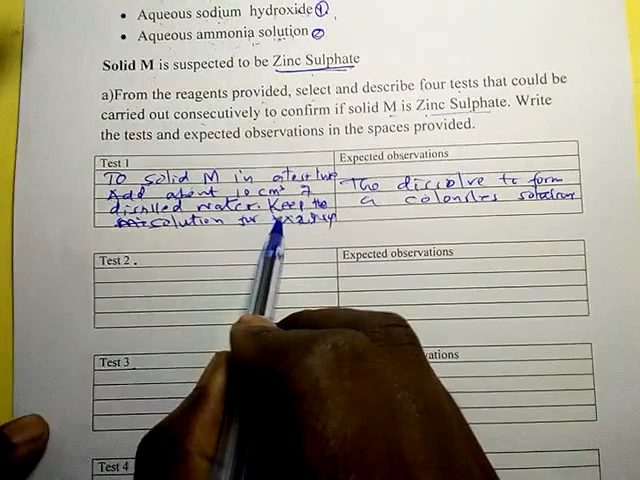 • Aqueous sodium hydroxide ①
• Aqueous ammonia solution ②
Solid M is suspected to be Zinc Sulphate
a)From the reagents provided, select and describe four tests that could be
carried out consecutively to confirm if solid M is Zinc Sulphate. Write
the tests and expected observations in the spaces provided.
Test 1
To solid M in a test tube
Add about 10 cm³ of
distilled water. Keep the
solution for
Expected observations
The dissolve to form
a colourless solution
Test 2 .
Expected observations
Test 3
ations
Test 4